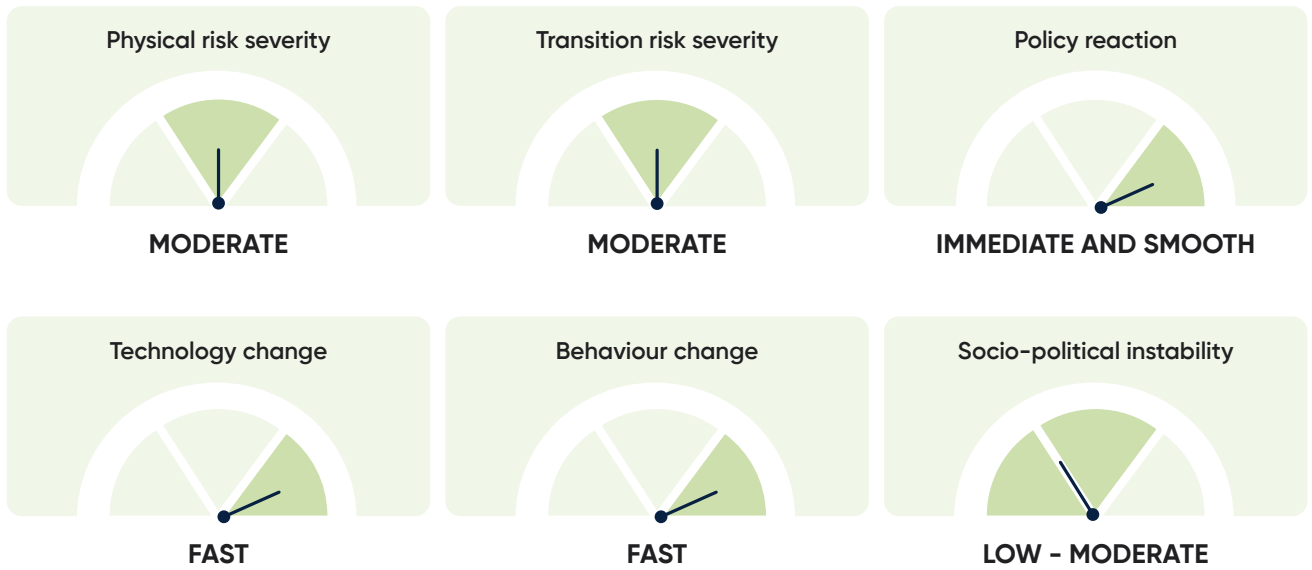 Physical risk severity
Transition risk severity
Policy reaction
MODERATE
MODERATE
IMMEDIATE AND SMOOTH
Technology change
Behaviour change
Socio-political instability
FAST
FAST
LOW - MODERATE